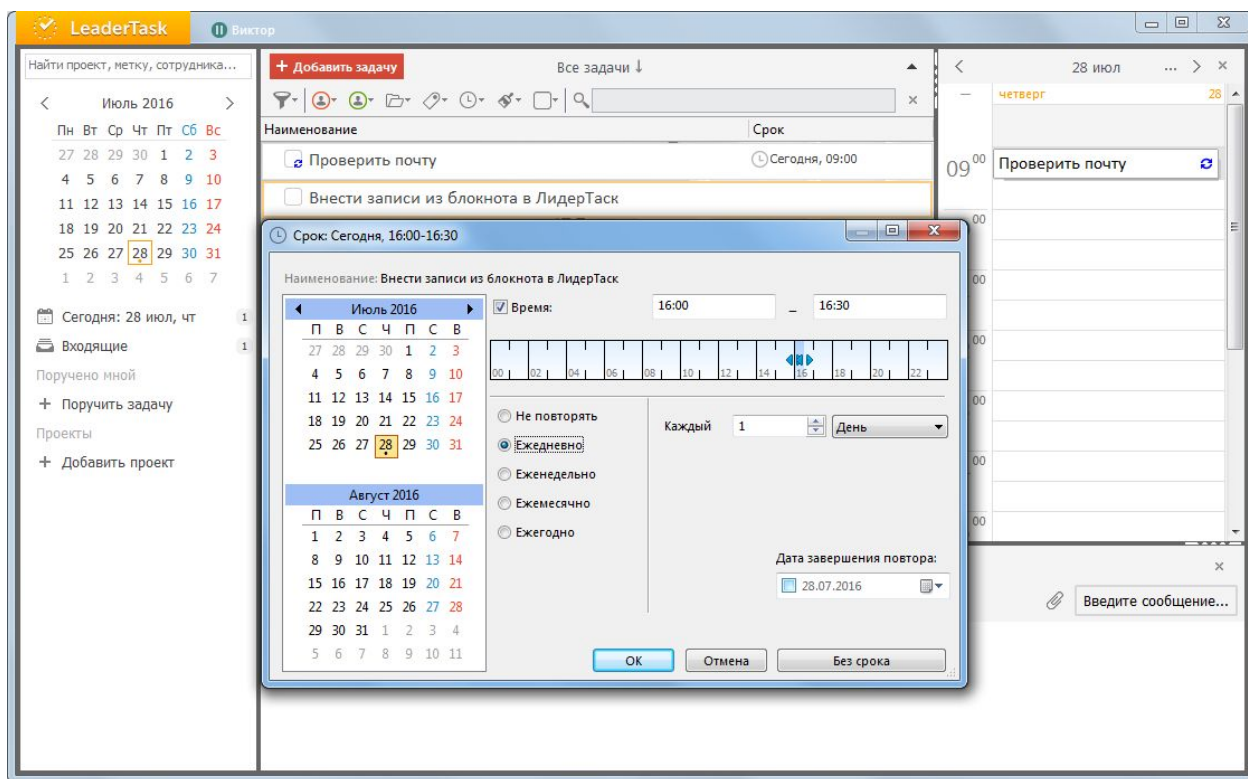 LeaderTask
Виктор
Найти проект, метку, сотрудника...
Июль 2016
Пн Вт Ср Чт Пт Сб Вс
27 28 29 30 1 2 3
4 5 6 7 8 9 10
11 12 13 14 15 16 17
18 19 20 21 22 23 24
25 26 27 28 29 30 31
1 2 3 4 5 6 7
Сегодня: 28 июл, чт 1
Входящие 1
Поручено мной
+ Поручить задачу
Проекты
+ Добавить проект
+ Добавить задачу
Все задачи ↓
Наименование Срок
Проверить почту Сегодня, 09:00
Внести записи из блокнота в ЛидерТаск
28 июл ...
четверг 28
09 00 Проверить почту
00
00
00
00
00
00
Срок: Сегодня, 16:00-16:30
Наименование: Внести записи из блокнота в ЛидерТаск
Июль 2016
П В С Ч П С В
27 28 29 30 1 2 3
4 5 6 7 8 9 10
11 12 13 14 15 16 17
18 19 20 21 22 23 24
25 26 27 28 29 30 31
Август 2016
П В С Ч П С В
1 2 3 4 5 6 7
8 9 10 11 12 13 14
15 16 17 18 19 20 21
22 23 24 25 26 27 28
29 30 31 1 2 3 4
5 6 7 8 9 10 11
Время: 16:00 – 16:30
00 02 04 06 08 10 12 14 16 18 20 22
Не повторять
Ежедневно
Еженедельно
Ежемесячно
Ежегодно
Каждый 1 День
Дата завершения повтора:
28.07.2016
ОК Отмена Без срока
Введите сообщение...